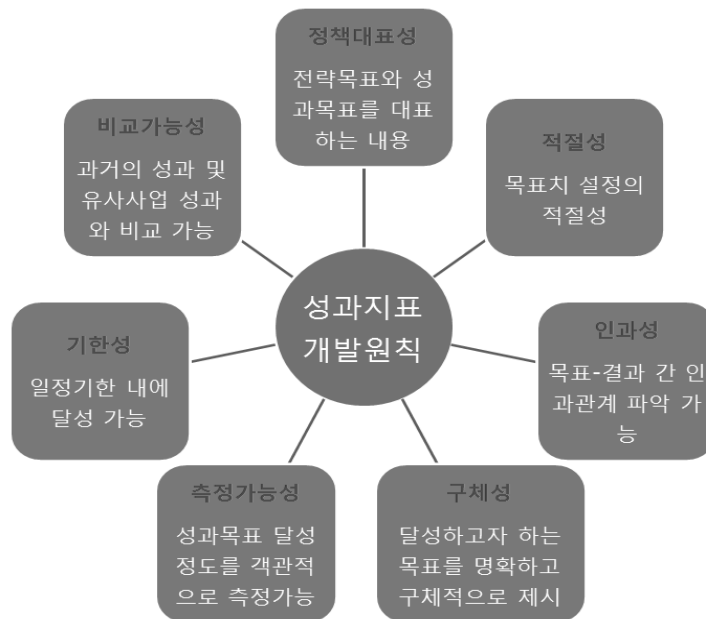 정책대표성
전략목표와 성
과목표를 대표
하는 내용
적절성
목표치 설정의
적절성
인과성
목표-결과 간 인
과관계 파악 가
능
구체성
달성하고자 하는
목표를 명확하고
구체적으로 제시
측정가능성
성과목표 달성
정도를 객관적
으로 측정가능
기한성
일정기한 내에
달성 가능
비교가능성
과거의 성과 및
유사사업 성과
와 비교 가능
성과지표
개발원칙